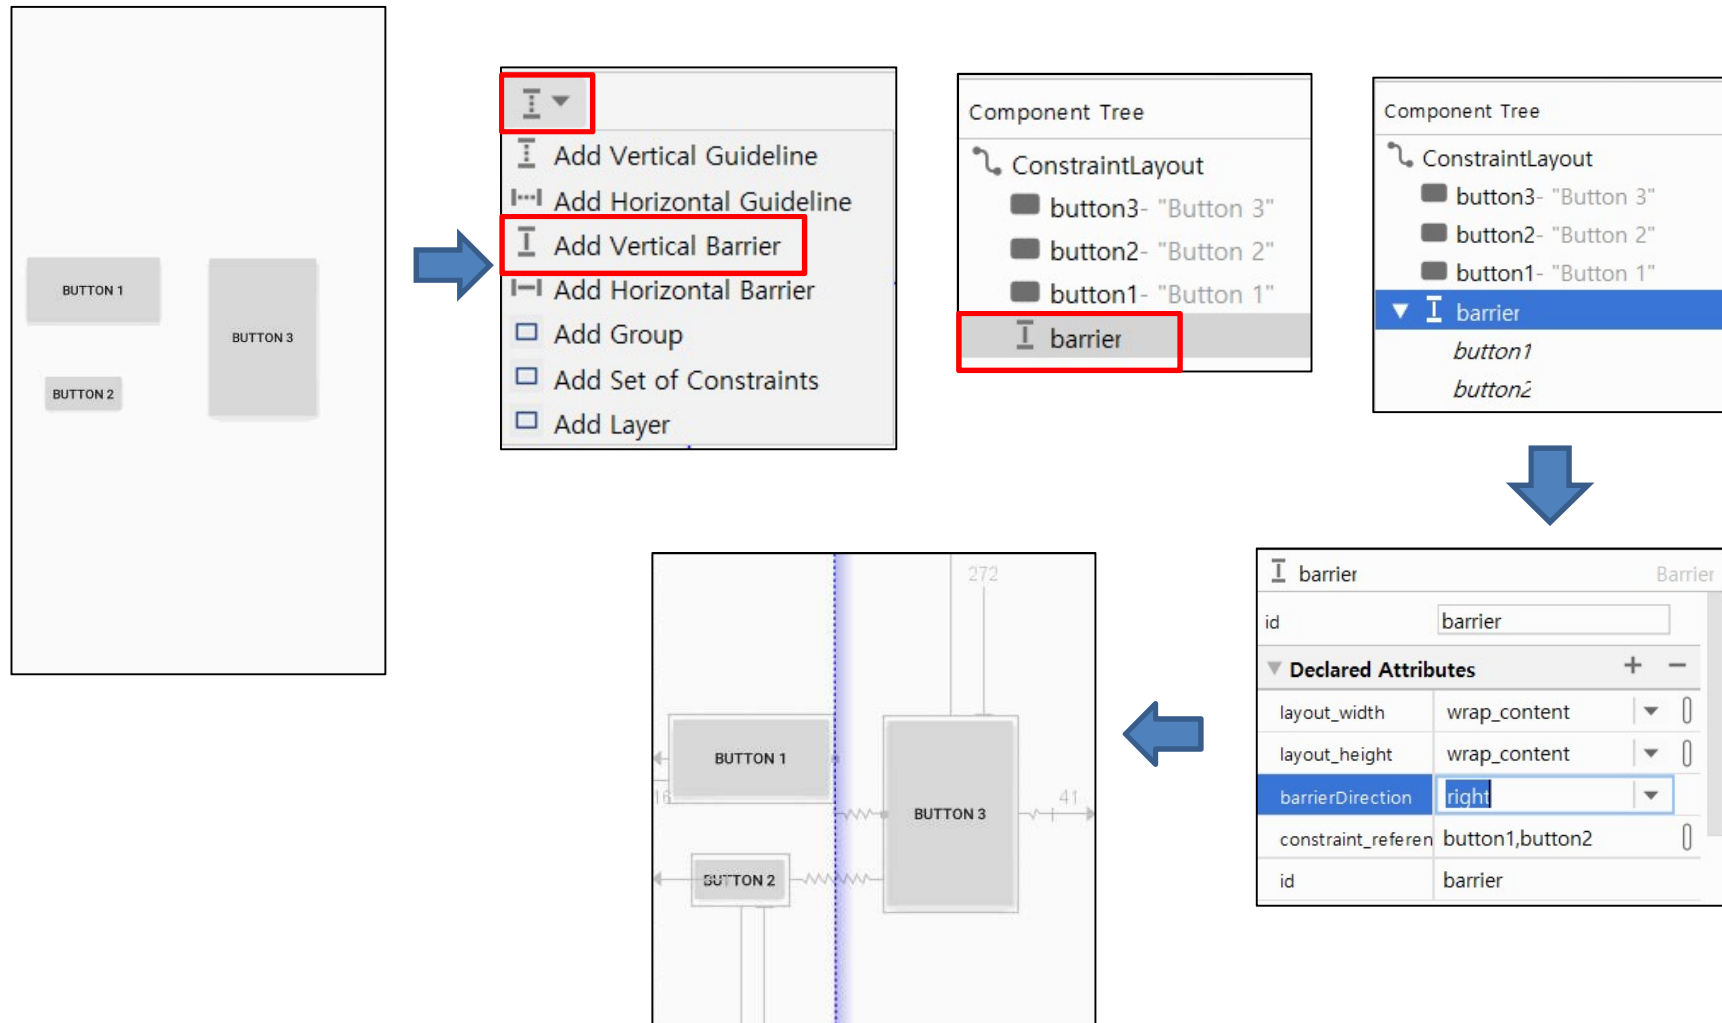 BUTTON 1
BUTTON 3
BUTTON 2
Add Vertical Guideline
Add Horizontal Guideline
Add Vertical Barrier
Add Horizontal Barrier
Add Group
Add Set of Constraints
Add Layer
Component Tree
ConstraintLayout
button3- "Button 3"
button2- "Button 2"
button1- "Button 1"
barrier
Component Tree
ConstraintLayout
button3- "Button 3"
button2- "Button 2"
button1- "Button 1"
barrier
button1
button2
barrier Barrier
id barrier
Declared Attributes + −
layout_width wrap_content
layout_height wrap_content
barrierDirection right
constraint_referen button1,button2
id barrier
272
BUTTON 1
16
41
BUTTON 3
BUTTON 2